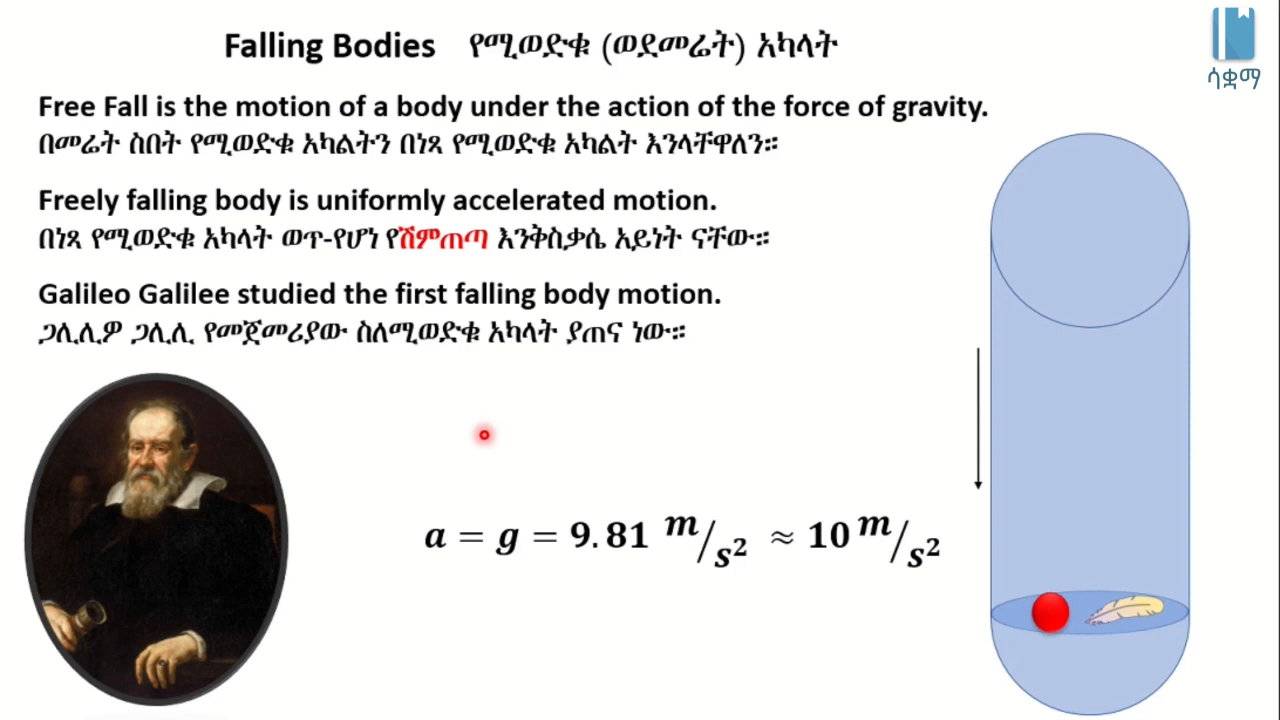 Falling Bodies የሚወድቁ (ወደመሬት) አካላት
ሳቋማ
Free Fall is the motion of a body under the action of the force of gravity.
በመሬት ስበት የሚወድቁ አካልትን በነጻ የሚወድቁ አካልት እንላቸዋለን።
Freely falling body is uniformly accelerated motion.
በነጻ የሚወድቁ አካላት ወጥ-የሆነ የሽምጠጣ እንቅስቃሴ አይነት ናቸው።
Galileo Galilee studied the first falling body motion.
ጋሊሊዎ ጋሊሊ የመጀመሪያው ስለሚወድቁ አካላት ያጠና ነው።
a = g = 9.81 m/s² ≈ 10 m/s²